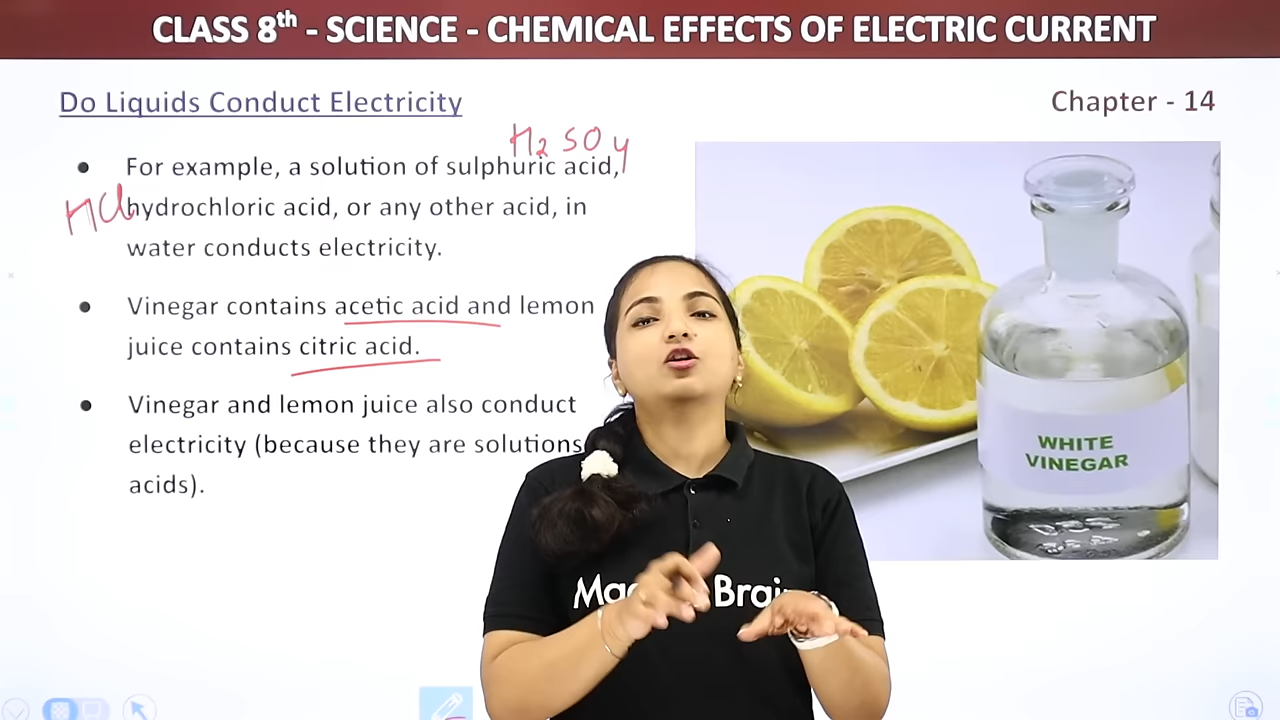 CLASS 8th - SCIENCE - CHEMICAL EFFECTS OF ELECTRIC CURRENT
Do Liquids Conduct Electricity
Chapter - 14
H2SO4
• For example, a solution of sulphuric acid,
HCl
hydrochloric acid, or any other acid, in
water conducts electricity.
• Vinegar contains acetic acid and lemon
juice contains citric acid.
• Vinegar and lemon juice also conduct
electricity (because they are solutions
acids).
WHITE
VINEGAR